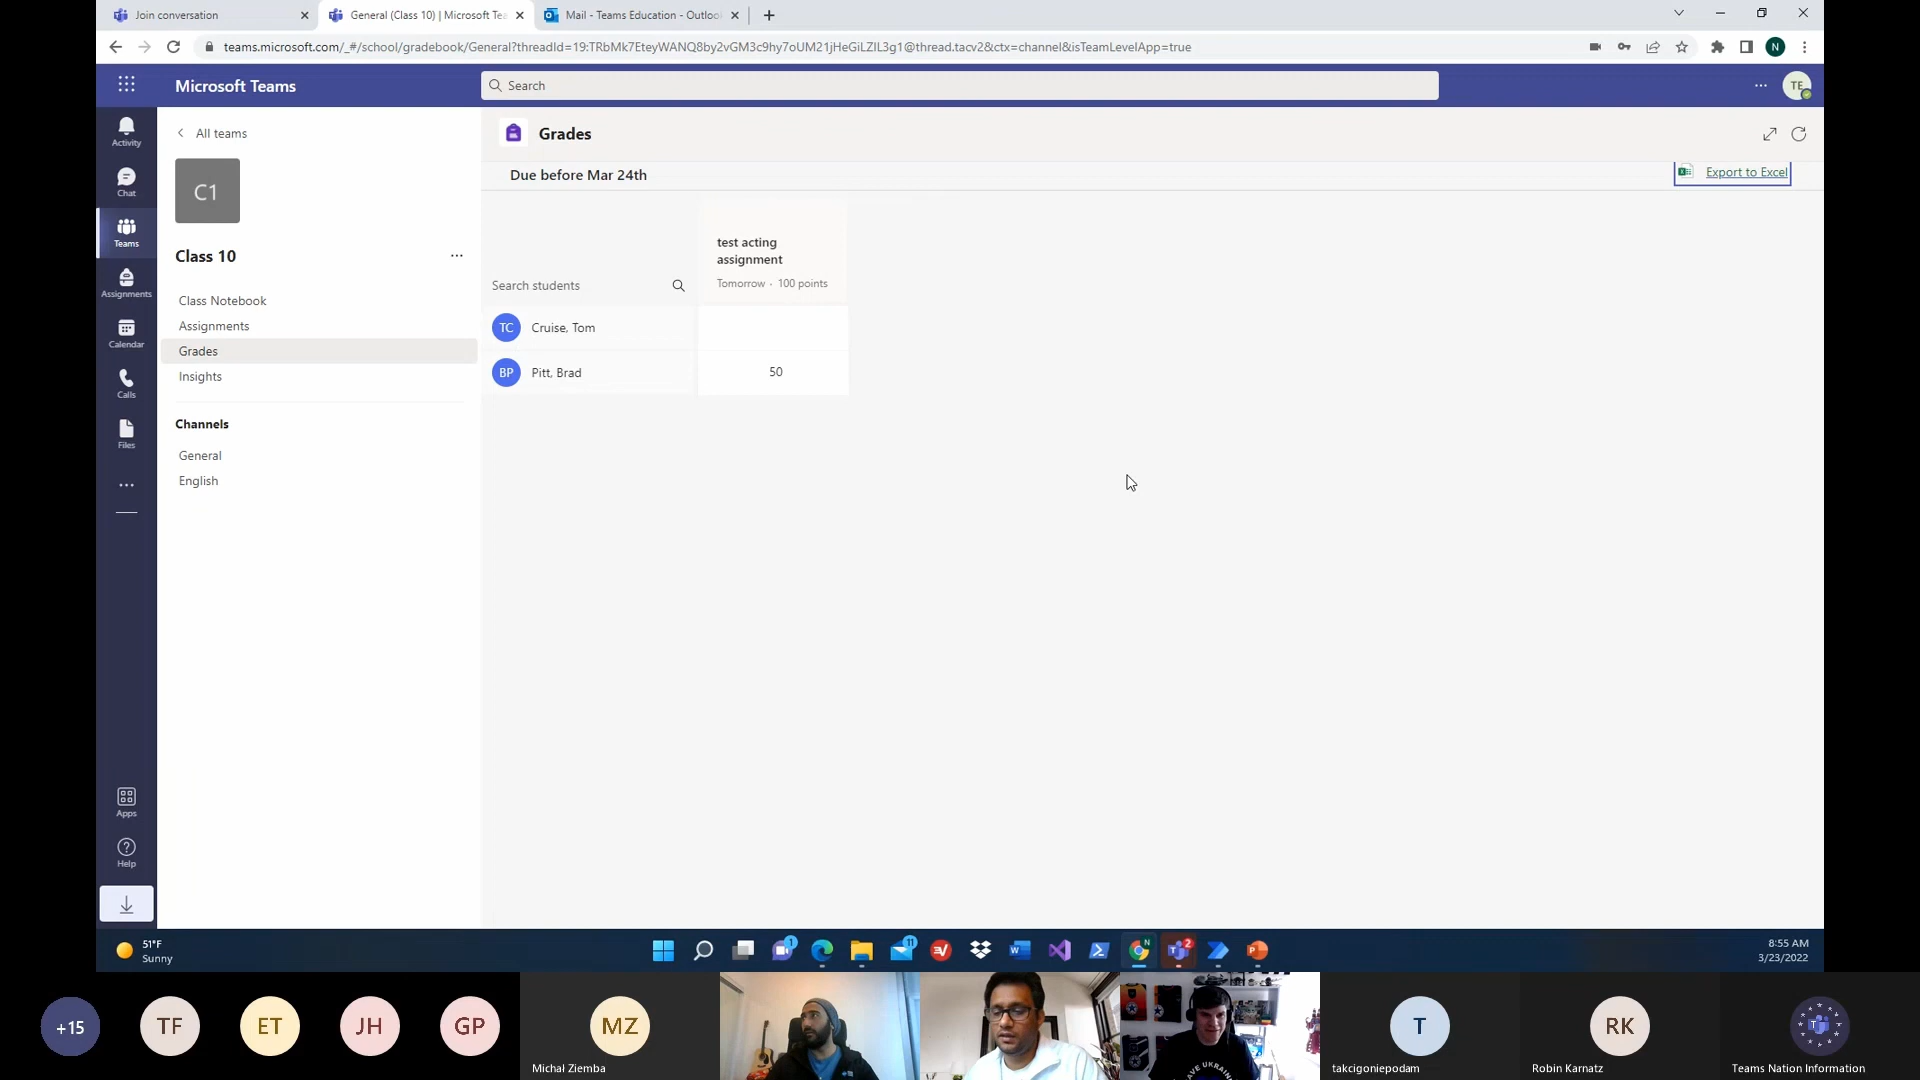 Join conversation
General (Class 10) | Microsoft Te
Mail - Teams Education - Outloo
teams.microsoft.com/_#/school/gradebook/General?threadId=19:TRbMk7EteyWANQ8by2vGM3c9hy7oUM21jHeGiLZIL3g1@thread.tacv2&ctx=channel&isTeamLevelApp=true
N
Microsoft Teams
Search
TE
Activity
Chat
Teams
Assignments
Calendar
Calls
Files
Apps
Help
All teams
C1
Class 10
Class Notebook
Assignments
Grades
Insights
Channels
General
English
Grades
Due before Mar 24th
Export to Excel
test acting
assignment
Tomorrow · 100 points
Search students
TC Cruise, Tom
BP Pitt, Brad
50
51°F
Sunny
1
11
N
2
8:55 AM
3/23/2022
+15
TF
ET
JH
GP
MZ
Michał Ziemba
T
takcigoniepodam
RK
Robin Karnatz
Teams Nation Information